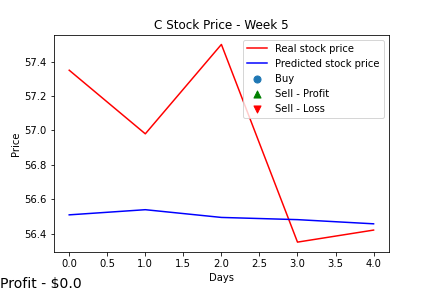 C Stock Price - Week 5
Real stock price
Predicted stock price
Buy
Sell - Profit
Sell - Loss
57.4
57.2
57.0
56.8
56.6
56.4
Price
0.0 0.5 1.0 1.5 2.0 2.5 3.0 3.5 4.0
Days
Profit - $0.0